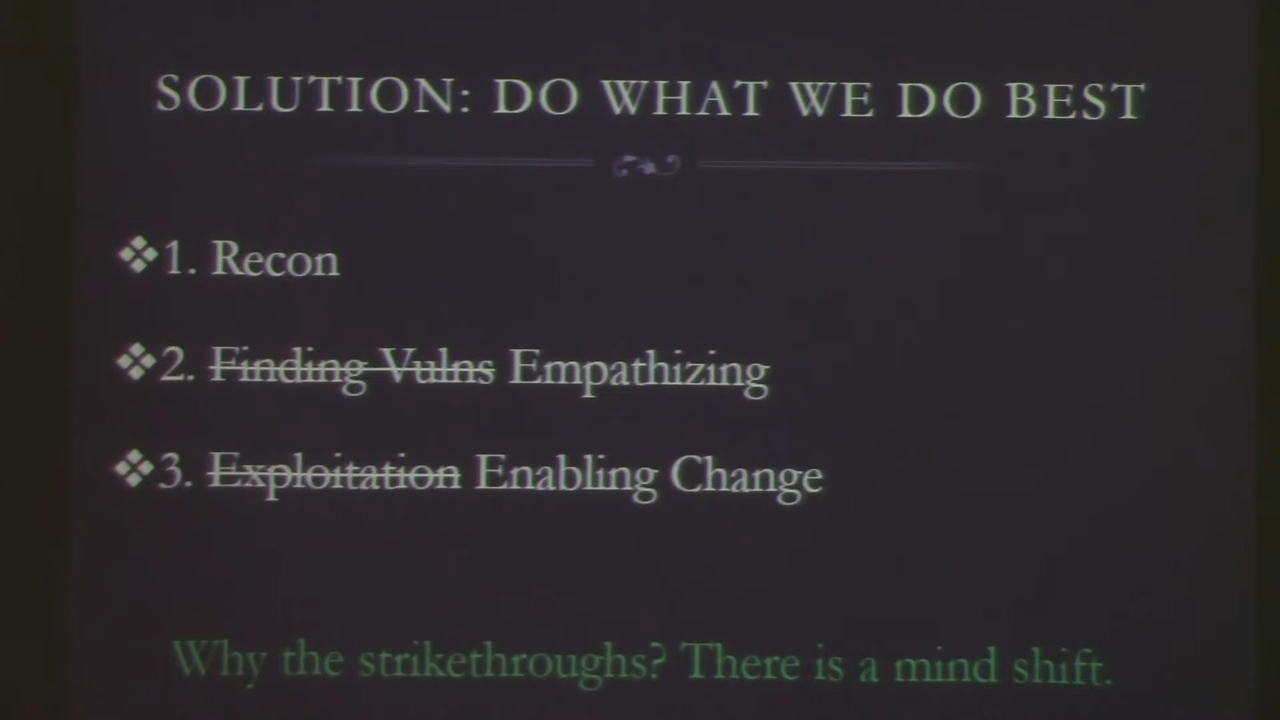 SOLUTION: DO WHAT WE DO BEST
❖1. Recon
❖2. Finding Vulns Empathizing
❖3. Exploitation Enabling Change
Why the strikethroughs? There is a mind shift.